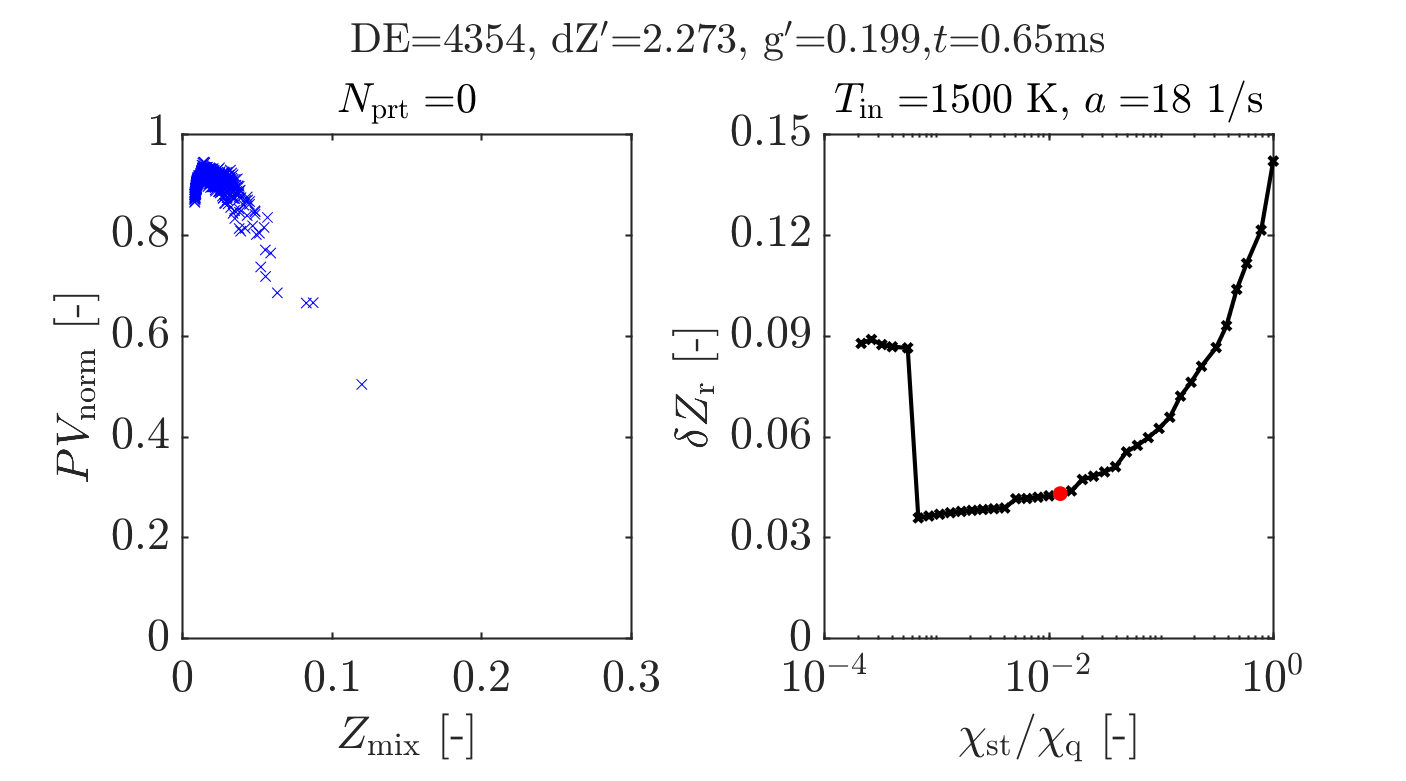 DE=4354, dZ′=2.273, g′=0.199,t=0.65ms
N_prt =0
1
0.8
0.6
0.4
0.2
0
PV_norm [-]
0 0.1 0.2 0.3
Z_mix [-]
T_in =1500 K, a =18 1/s
0.15
0.12
0.09
0.06
0.03
0
δZ_r [-]
10^−4 10^−2 10^0
χ_st/χ_q [-]